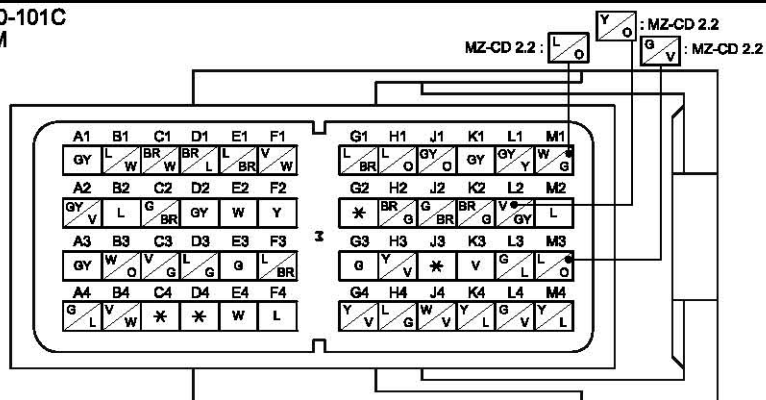 0-101C
M
MZ-CD 2.2 : L/O
Y/O : MZ-CD 2.2
G/V : MZ-CD 2.2
A1 B1 C1 D1 E1 F1 G1 H1 J1 K1 L1 M1
GY L/W BR/W BR/L L/BR V/W L/BR L/O GY/O GY GY/Y W/G
A2 B2 C2 D2 E2 F2 G2 H2 J2 K2 L2 M2
GY/V L G/BR GY W Y * BR/G G/BR BR/G V/GY L
A3 B3 C3 D3 E3 F3 G3 H3 J3 K3 L3 M3
GY W/O V/G L/G G L/BR G Y/V * V G/L L/O
A4 B4 C4 D4 E4 F4 G4 H4 J4 K4 L4 M4
G/L V/W * * W L Y/V L/G W/V Y/L G/V Y/L